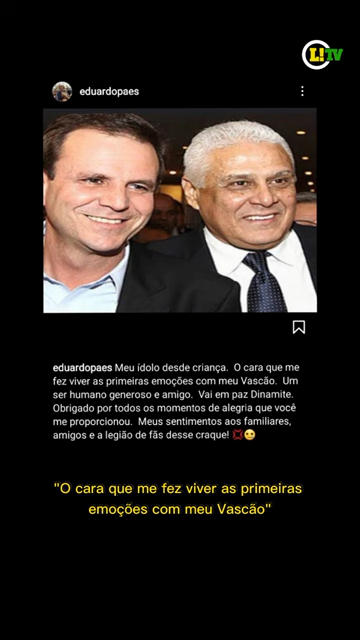 L! TV
eduardopaes
eduardopaes Meu ídolo desde criança. O cara que me
fez viver as primeiras emoções com meu Vascão. Um
ser humano generoso e amigo. Vai em paz Dinamite.
Obrigado por todos os momentos de alegria que você
me proporcionou. Meus sentimentos aos familiares,
amigos e a legião de fãs desse craque! 💢😔
"O cara que me fez viver as primeiras
emoções com meu Vascão"